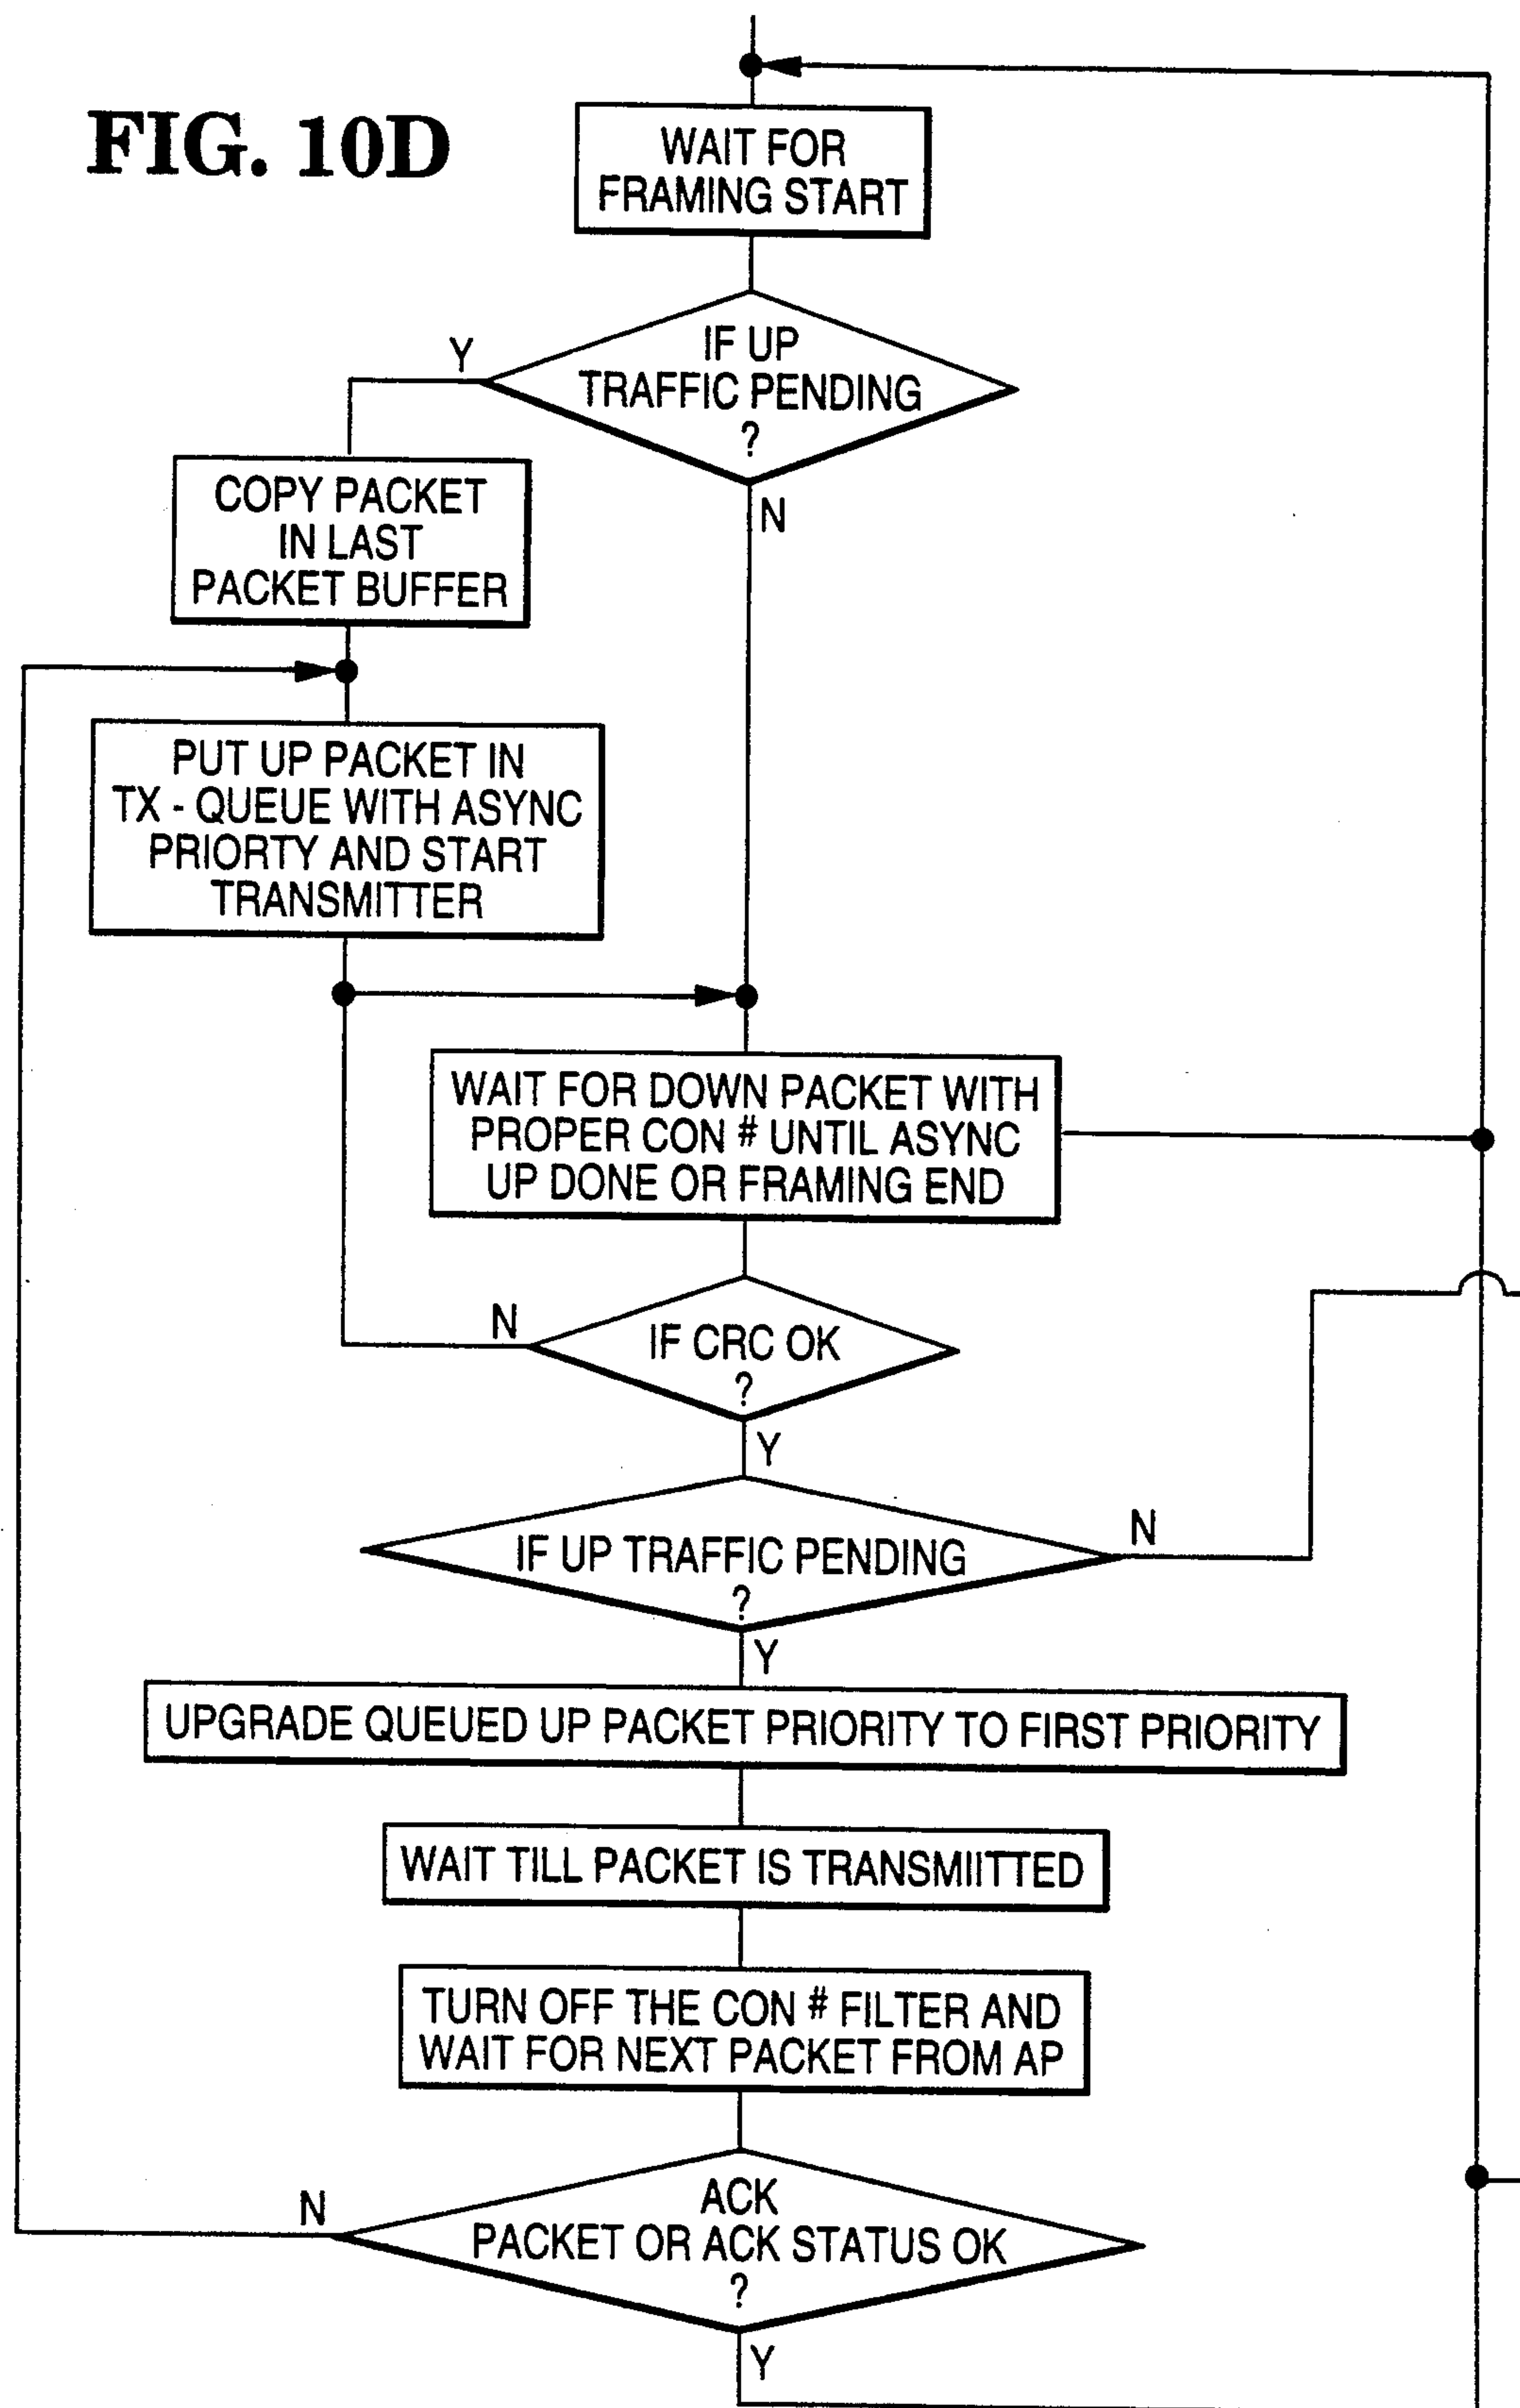 FIG. 10D
WAIT FOR
FRAMING START
IF UP
TRAFFIC PENDING
?
Y
N
COPY PACKET
IN LAST
PACKET BUFFER
PUT UP PACKET IN
TX - QUEUE WITH ASYNC
PRIORTY AND START
TRANSMITTER
WAIT FOR DOWN PACKET WITH
PROPER CON # UNTIL ASYNC
UP DONE OR FRAMING END
IF CRC OK
?
N
Y
IF UP TRAFFIC PENDING
?
N
Y
UPGRADE QUEUED UP PACKET PRIORITY TO FIRST PRIORITY
WAIT TILL PACKET IS TRANSMIITTED
TURN OFF THE CON # FILTER AND
WAIT FOR NEXT PACKET FROM AP
ACK
PACKET OR ACK STATUS OK
?
N
Y